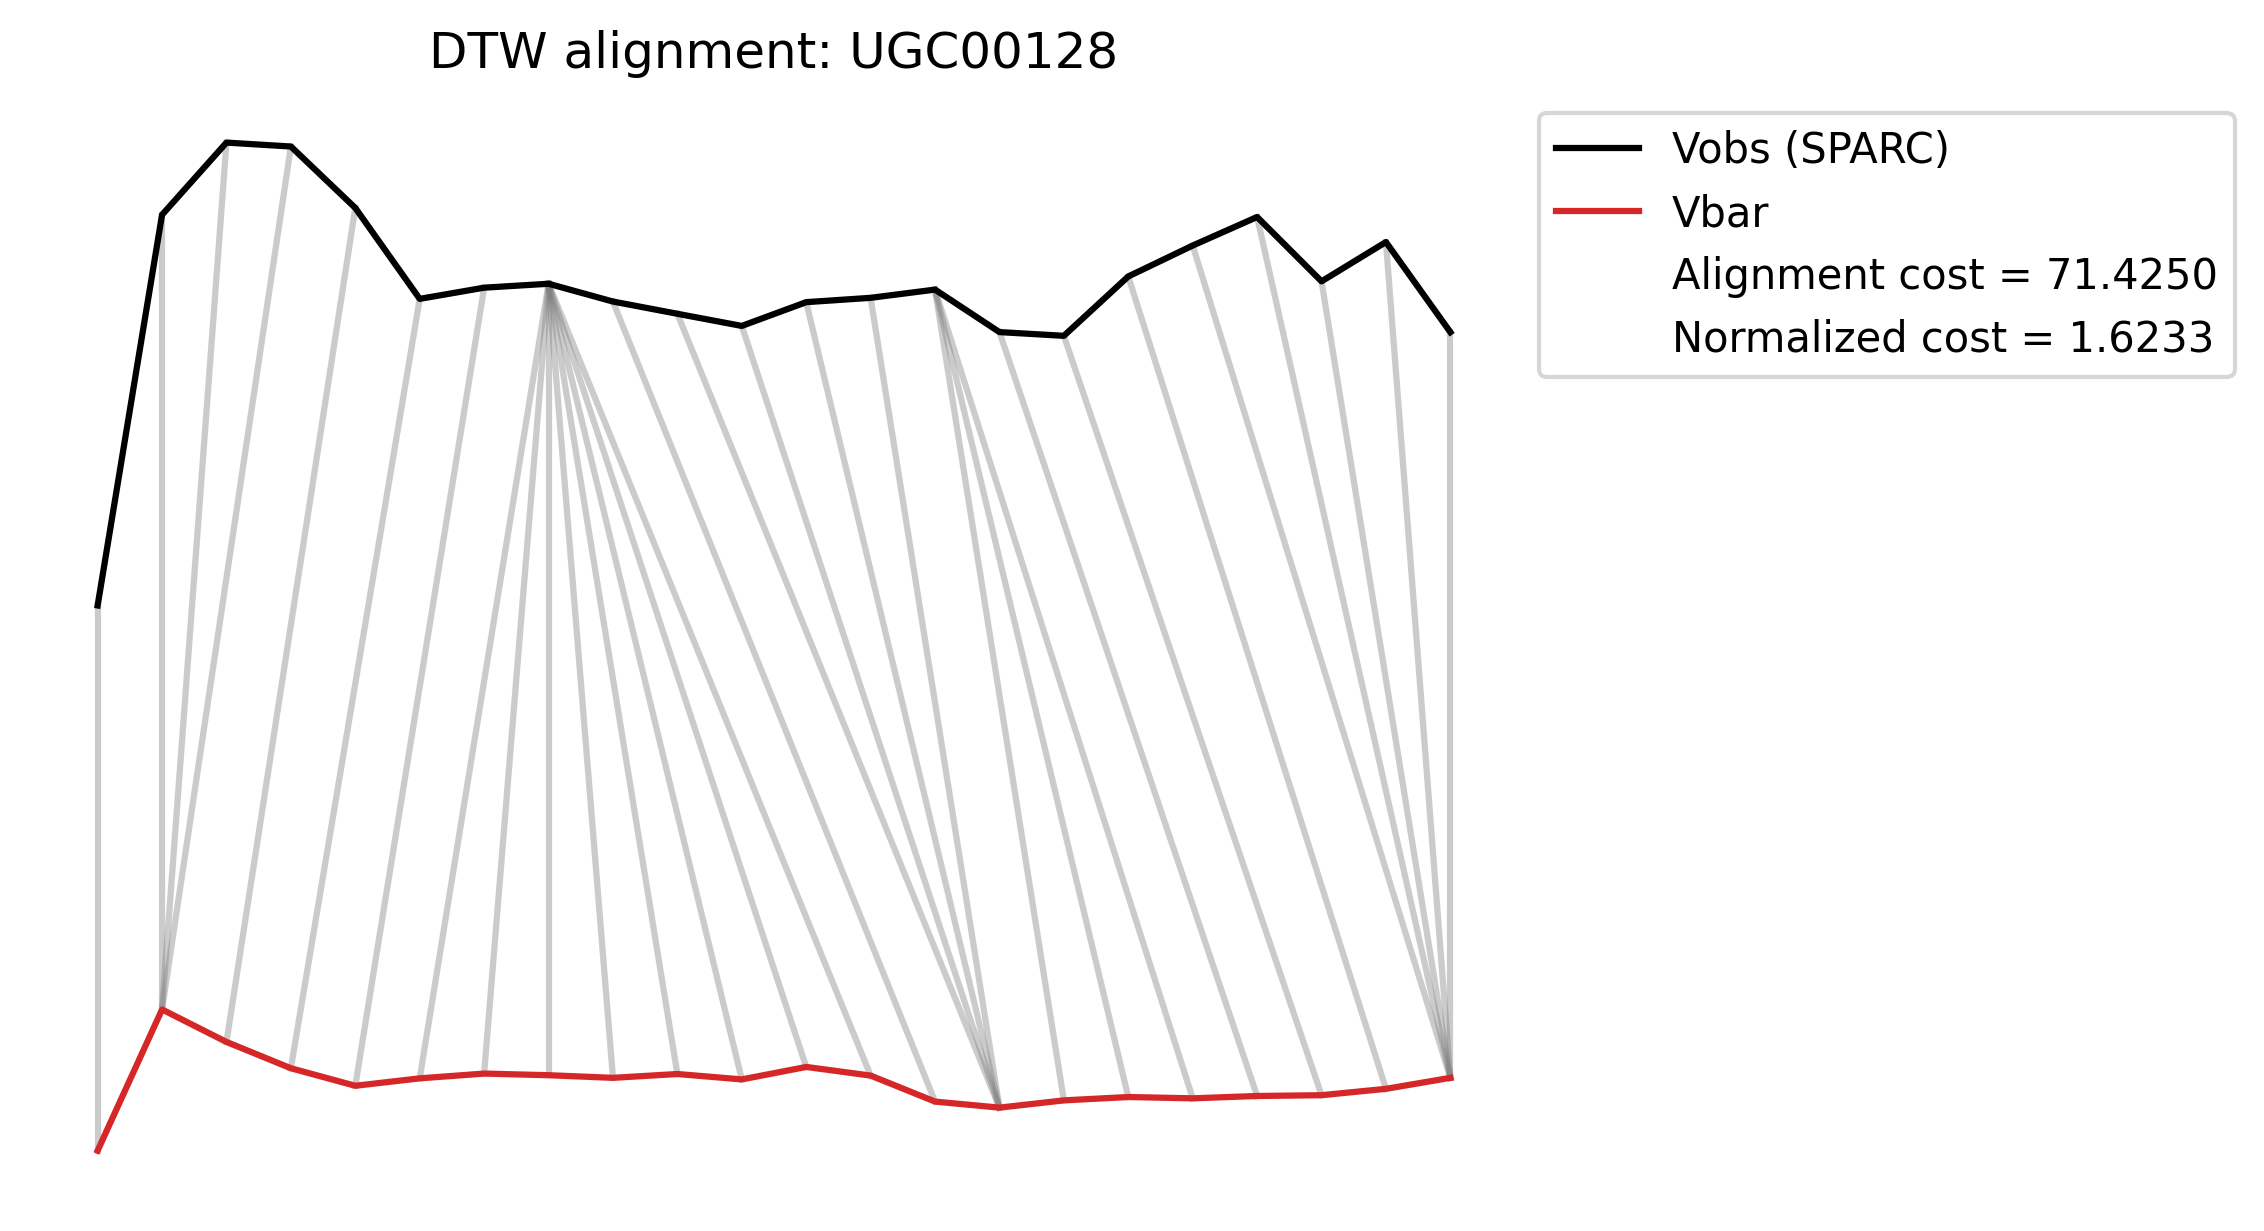 DTW alignment: UGC00128
Vobs (SPARC)
Vbar
Alignment cost = 71.4250
Normalized cost = 1.6233